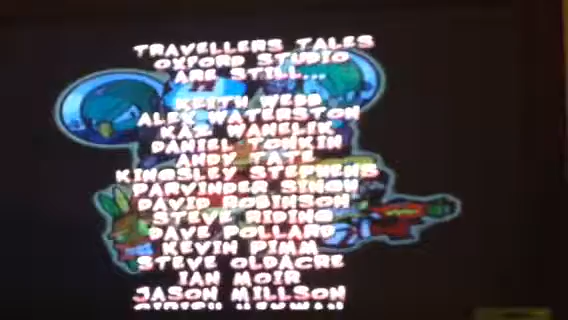 TRAVELLERS TALES
OXFORD STUDIO
ARE STILL...
KEITH WEBB
ALEX WATERSTON
KAZ WAHELIK
DANIEL TONKIN
ANDY TATE
KINGSLEY STEPHENS
PARVINDER SINGH
DAVID ROBINSON
STEVE RIDING
DAVE POLLARD
KEVIN PIMM
STEVE OLDACRE
IAN MOIR
JASON MILLSON